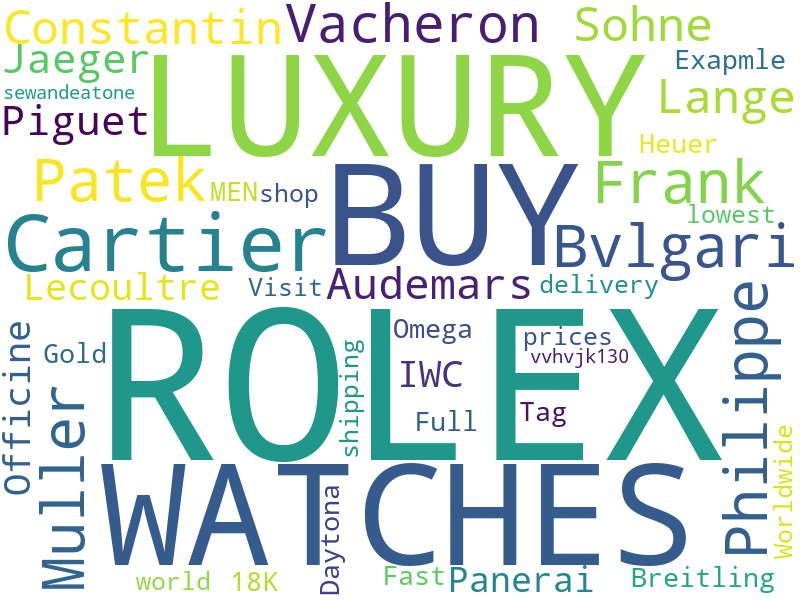 Constantin Vacheron Sohne
Jaeger LUXURY Exapmle
sewandeatone Lange
Piguet Heuer
Patek MEN shop BUY Frank
lowest
Cartier Bvlgari
Lecoultre Visit Audemars delivery
Officine Gold ROLEX Omega prices Philippe
vvhvjk130
shipping IWC
Muller Full Tag
WATCHES Worldwide
Daytona
world 18K Fast Panerai Breitling